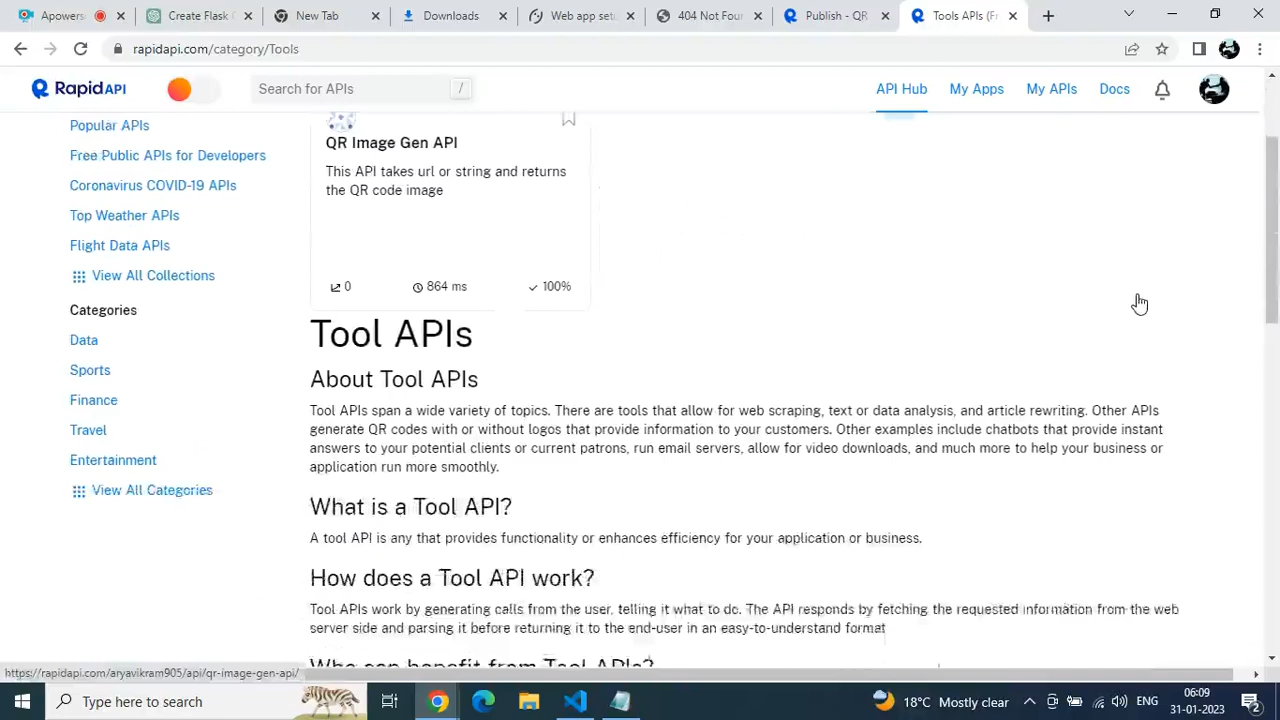 Apowers
Create Flask
New Tab
Downloads
Web app set
404 Not Fou
Publish - QR
Tools APIs (Fr
rapidapi.com/category/Tools
Rapid API
Search for APIs
/
API Hub
My Apps
My APIs
Docs
Popular APIs
Free Public APIs for Developers
Coronavirus COVID-19 APIs
Top Weather APIs
Flight Data APIs
View All Collections
Categories
Data
Sports
Finance
Travel
Entertainment
View All Categories
QR Image Gen API
This API takes url or string and returns
the QR code image
0
864 ms
100%
Tool APIs
About Tool APIs
Tool APIs span a wide variety of topics. There are tools that allow for web scraping, text or data analysis, and article rewriting. Other APIs
generate QR codes with or without logos that provide information to your customers. Other examples include chatbots that provide instant
answers to your potential clients or current patrons, run email servers, allow for video downloads, and much more to help your business or
application run more smoothly.
What is a Tool API?
A tool API is any that provides functionality or enhances efficiency for your application or business.
How does a Tool API work?
Tool APIs work by generating calls from the user, telling it what to do. The API responds by fetching the requested information from the web
server side and parsing it before returning it to the end-user in an easy-to-understand format
Who can benefit from Tool APIs?
https://rapidapi.com/aryavikram905/api/qr-image-gen-api/
Type here to search
18°C Mostly clear
ENG
06:09
31-01-2023
2